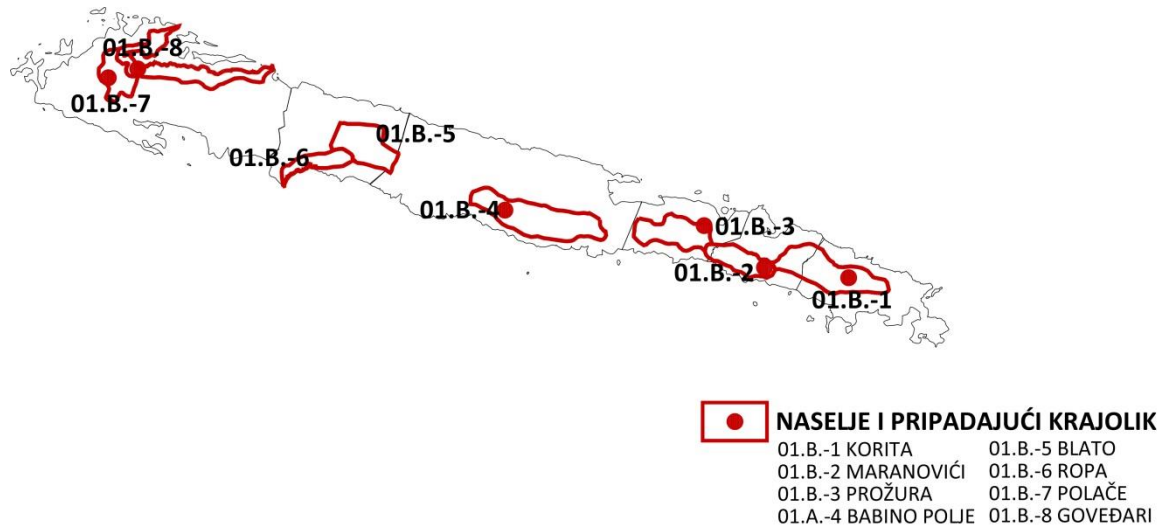 01.B.-8
01.B.-7
01.B.-5
01.B.-6
01.B.-4
01.B.-3
01.B.-2
01.B.-1
NASELJE I PRIPADAJUĆI KRAJOLIK
01.B.-1 KORITA
01.B.-2 MARANOVIĆI
01.B.-3 PROŽURA
01.A.-4 BABINO POLJE
01.B.-5 BLATO
01.B.-6 ROPA
01.B.-7 POLAČE
01.B.-8 GOVEĐARI